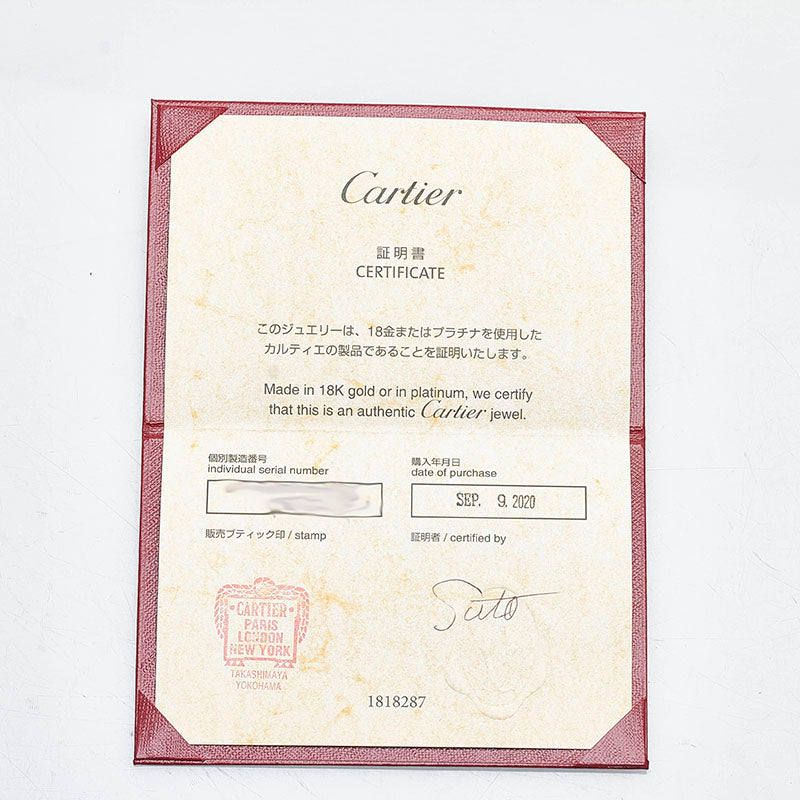 Cartier
証明書
CERTIFICATE
このジュエリーは、18金またはプラチナを使用した
カルティエの製品であることを証明いたします。
Made in 18K gold or in platinum, we certify
that this is an authentic Cartier jewel.
個別製造番号
individual serial number
購入年月日
date of purchase
SEP. 9. 2020
販売ブティック印 / stamp
証明者 / certified by
CARTIER
PARIS
LONDON
NEW YORK
TAKASHIMAYA
YOKOHAMA
Sato
1818287